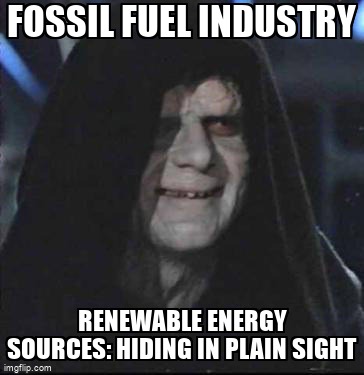 FOSSIL FUEL INDUSTRY
RENEWABLE ENERGY
SOURCES: HIDING IN PLAIN SIGHT
imgflip.com